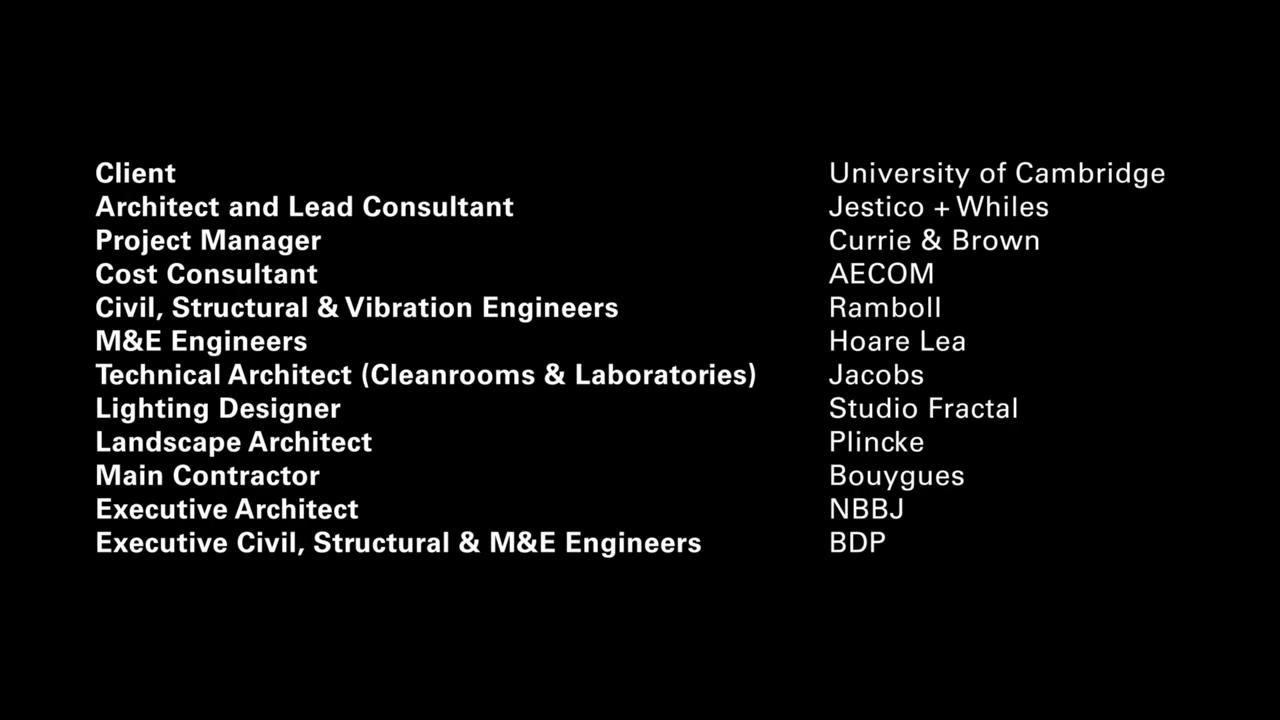 Client University of Cambridge
Architect and Lead Consultant Jestico + Whiles
Project Manager Currie & Brown
Cost Consultant AECOM
Civil, Structural & Vibration Engineers Ramboll
M&E Engineers Hoare Lea
Technical Architect (Cleanrooms & Laboratories) Jacobs
Lighting Designer Studio Fractal
Landscape Architect Plincke
Main Contractor Bouygues
Executive Architect NBBJ
Executive Civil, Structural & M&E Engineers BDP